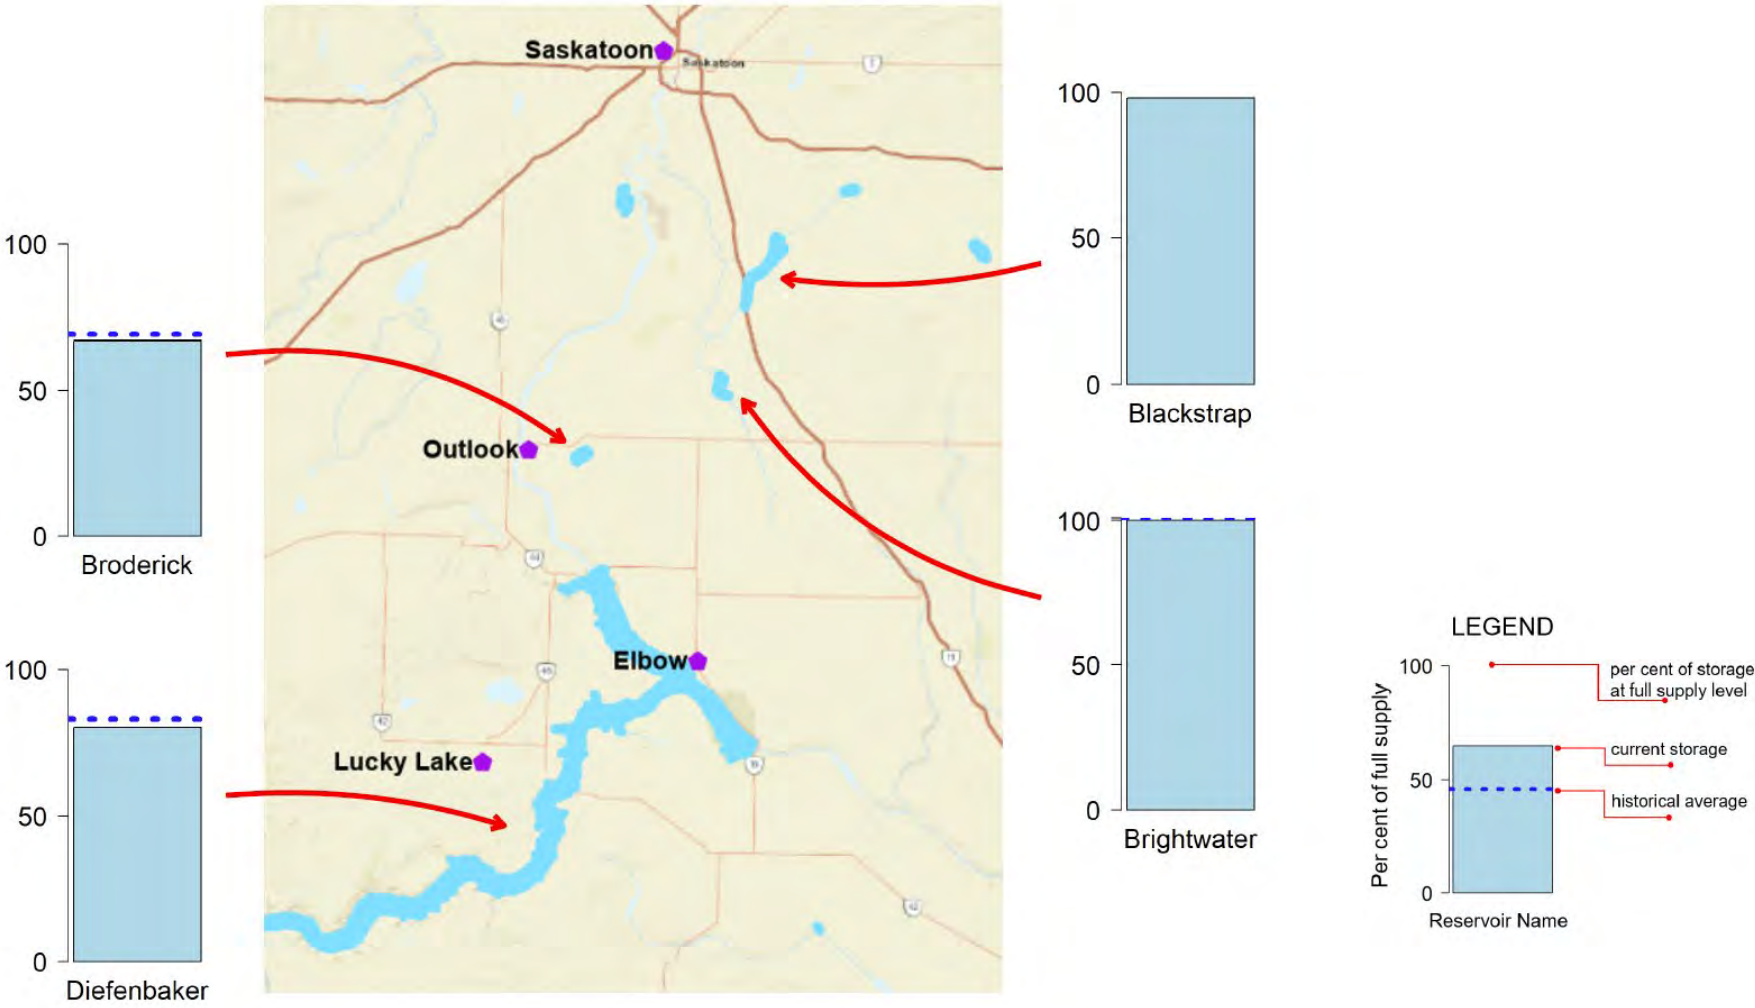 Saskatoon
Saskatoon
100
50
0
Broderick
100
50
0
Diefenbaker
Outlook
Elbow
Lucky Lake
100
50
0
Blackstrap
100
50
0
Brightwater
LEGEND
Per cent of full supply
100
50
0
per cent of storage
at full supply level
current storage
historical average
Reservoir Name